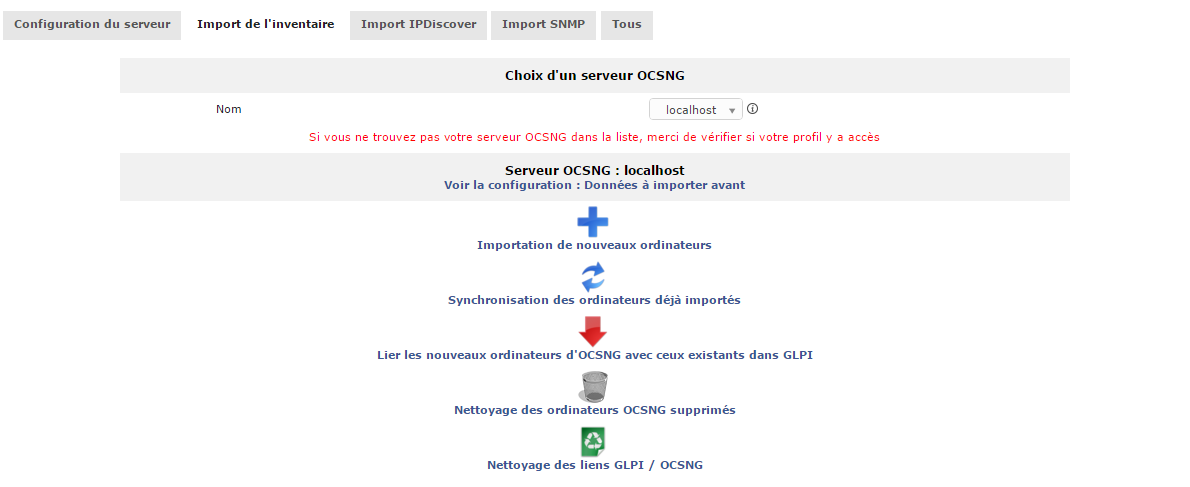 Configuration du serveur Import de l'inventaire Import IPDiscover Import SNMP Tous
Choix d'un serveur OCSNG
Nom localhost
Si vous ne trouvez pas votre serveur OCSNG dans la liste, merci de vérifier si votre profil y a accès
Serveur OCSNG : localhost
Voir la configuration : Données à importer avant
Importation de nouveaux ordinateurs
Synchronisation des ordinateurs déjà importés
Lier les nouveaux ordinateurs d'OCSNG avec ceux existants dans GLPI
Nettoyage des ordinateurs OCSNG supprimés
Nettoyage des liens GLPI / OCSNG